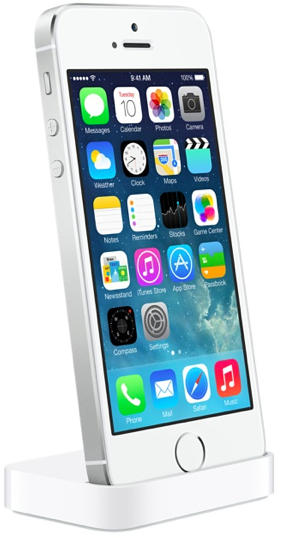 9:41 AM 100%
Messages Calendar Photos Camera
Tuesday
10
Weather Clock Maps Videos
280
Notes Reminders Stocks Game Center
Newsstand iTunes Store App Store Passbook
Compass Settings
Phone Mail Safari Music